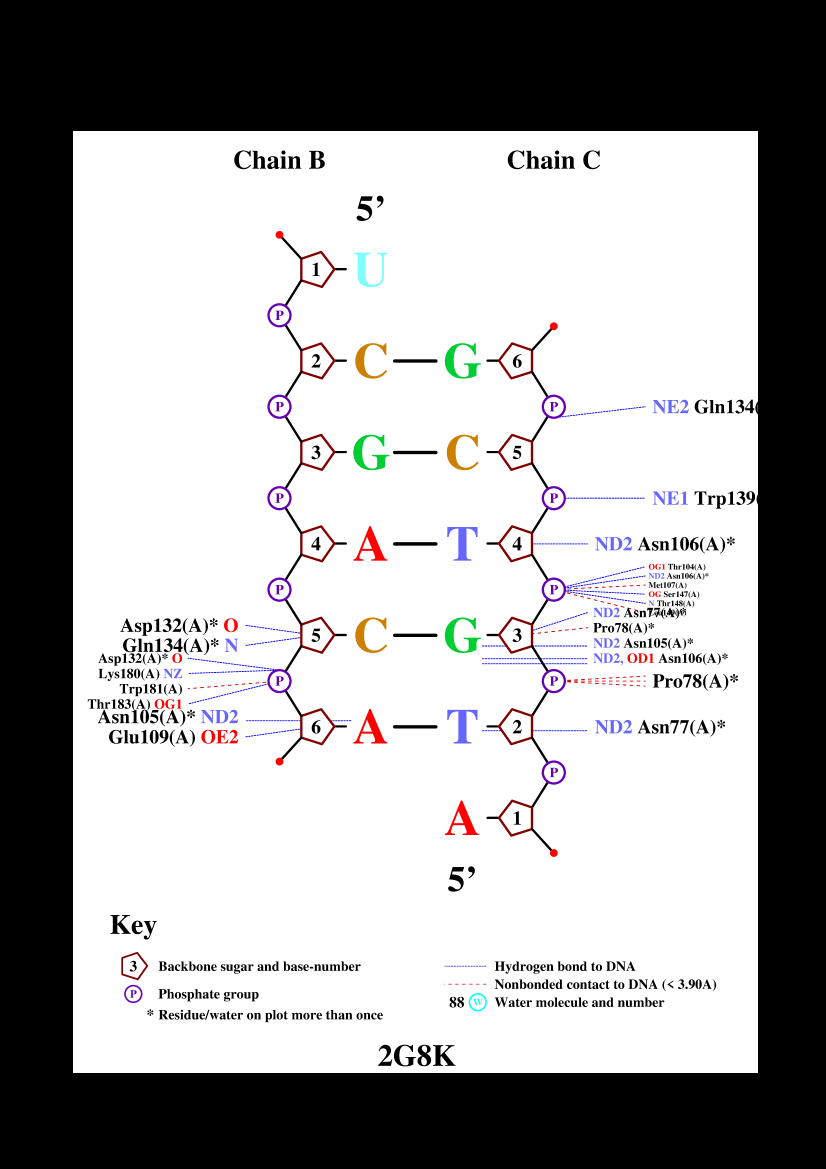 Chain B Chain C
5’
1 U
P
2 C G 6
P P NE2 Gln134(
3 G C 5
P P NE1 Trp139(
4 A T 4 ND2 Asn106(A)*
OG1 Thr104(A)
ND2 Asn106(A)*
P P Met107(A)
OG Ser147(A)
N Thr148(A)
ND2 Asn77(A)*
Asp132(A)* O Pro78(A)*
5 C G 3
Gln134(A)* N ND2 Asn105(A)*
Asp132(A)* O ND2, OD1 Asn106(A)*
Lys180(A) NZ
Trp181(A) P P Pro78(A)*
Thr183(A) OG1
Asn105(A)* ND2
6 A T 2 ND2 Asn77(A)*
Glu109(A) OE2
P
A 1
5’
Key
3 Backbone sugar and base-number
P Phosphate group
* Residue/water on plot more than once
Hydrogen bond to DNA
Nonbonded contact to DNA (< 3.90A)
88 W Water molecule and number
2G8K